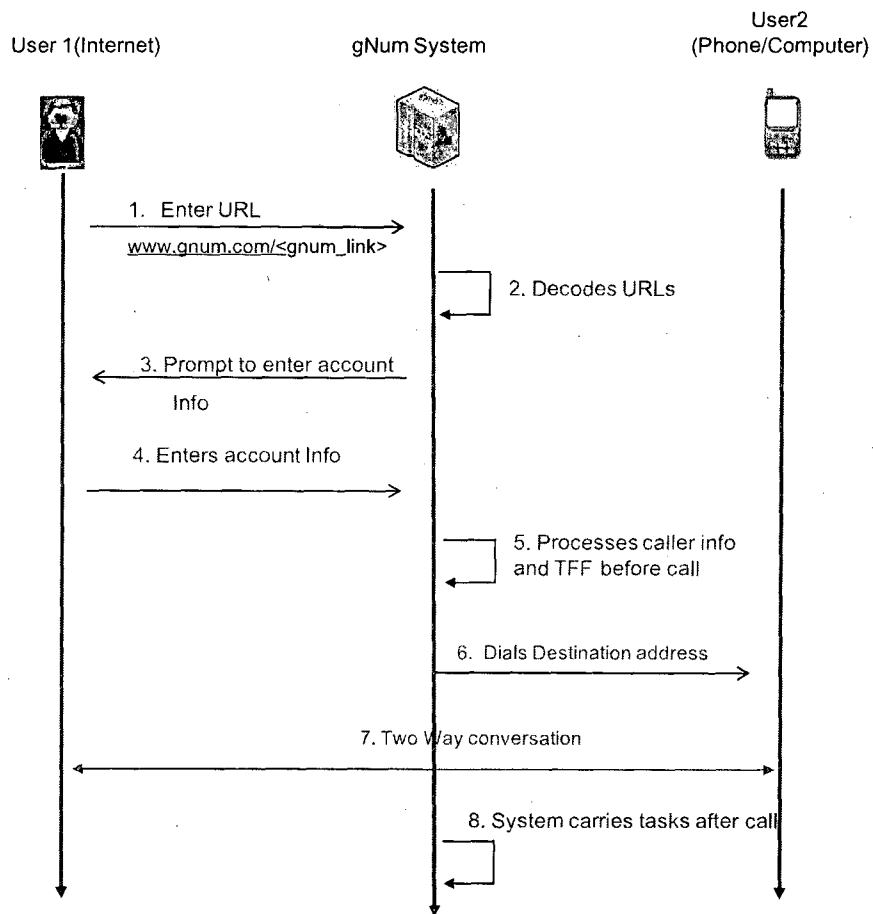 User2
User 1(Internet)
gNum System
(Phone/Computer)
1. Enter URL
www.gnum.com/<gnum_link>
2. Decodes URLs
3. Prompt to enter account
Info
4. Enters account Info
5. Processes caller info
and TFF before call
6. Dials Destination address
7. Two Way conversation
8. System carries tasks after call